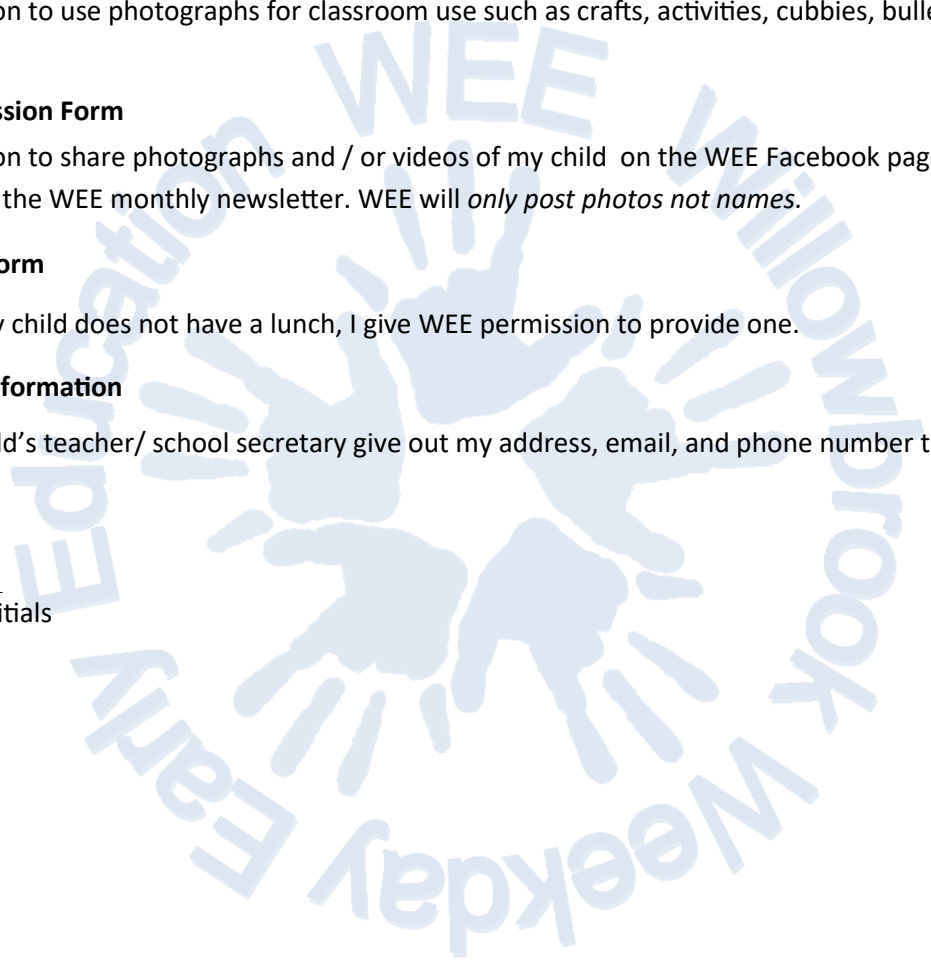 on to use photographs for classroom use such as crafts, activities, cubbies, bulle
ssion Form
on to share photographs and / or videos of my child on the WEE Facebook pag
the WEE monthly newsletter. WEE will only post photos not names.
orm
y child does not have a lunch, I give WEE permission to provide one.
formation
ld's teacher/ school secretary give out my address, email, and phone number t
itials
WEE Willowbrook Weekday Early Education